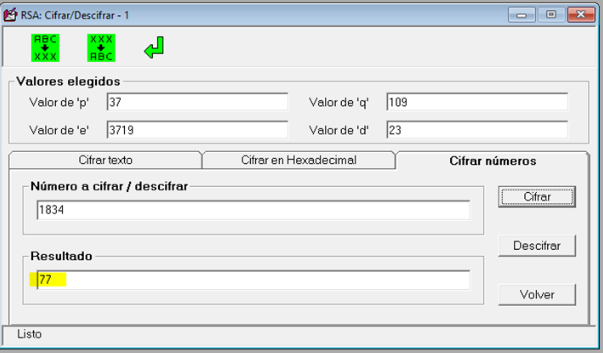 RSA: Cifrar/Descifrar - 1
ABC XXX
XXX ABC
Valores elegidos
Valor de 'p' 37 Valor de 'q' 109
Valor de 'e' 3719 Valor de 'd' 23
Cifrar texto Cifrar en Hexadecimal Cifrar números
Número a cifrar / descifrar
1834
Cifrar
Descifrar
Resultado
77
Volver
Listo